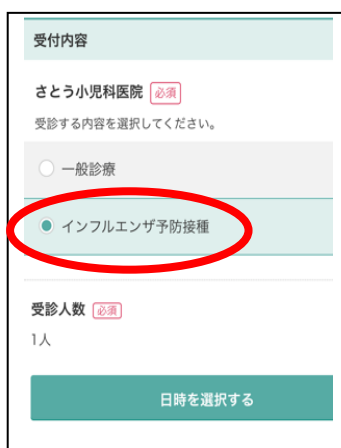 受付内容
さとう小児科医院 必須
受診する内容を選択してください。
一般診療
インフルエンザ予防接種
受診人数 必須
1人
日時を選択する